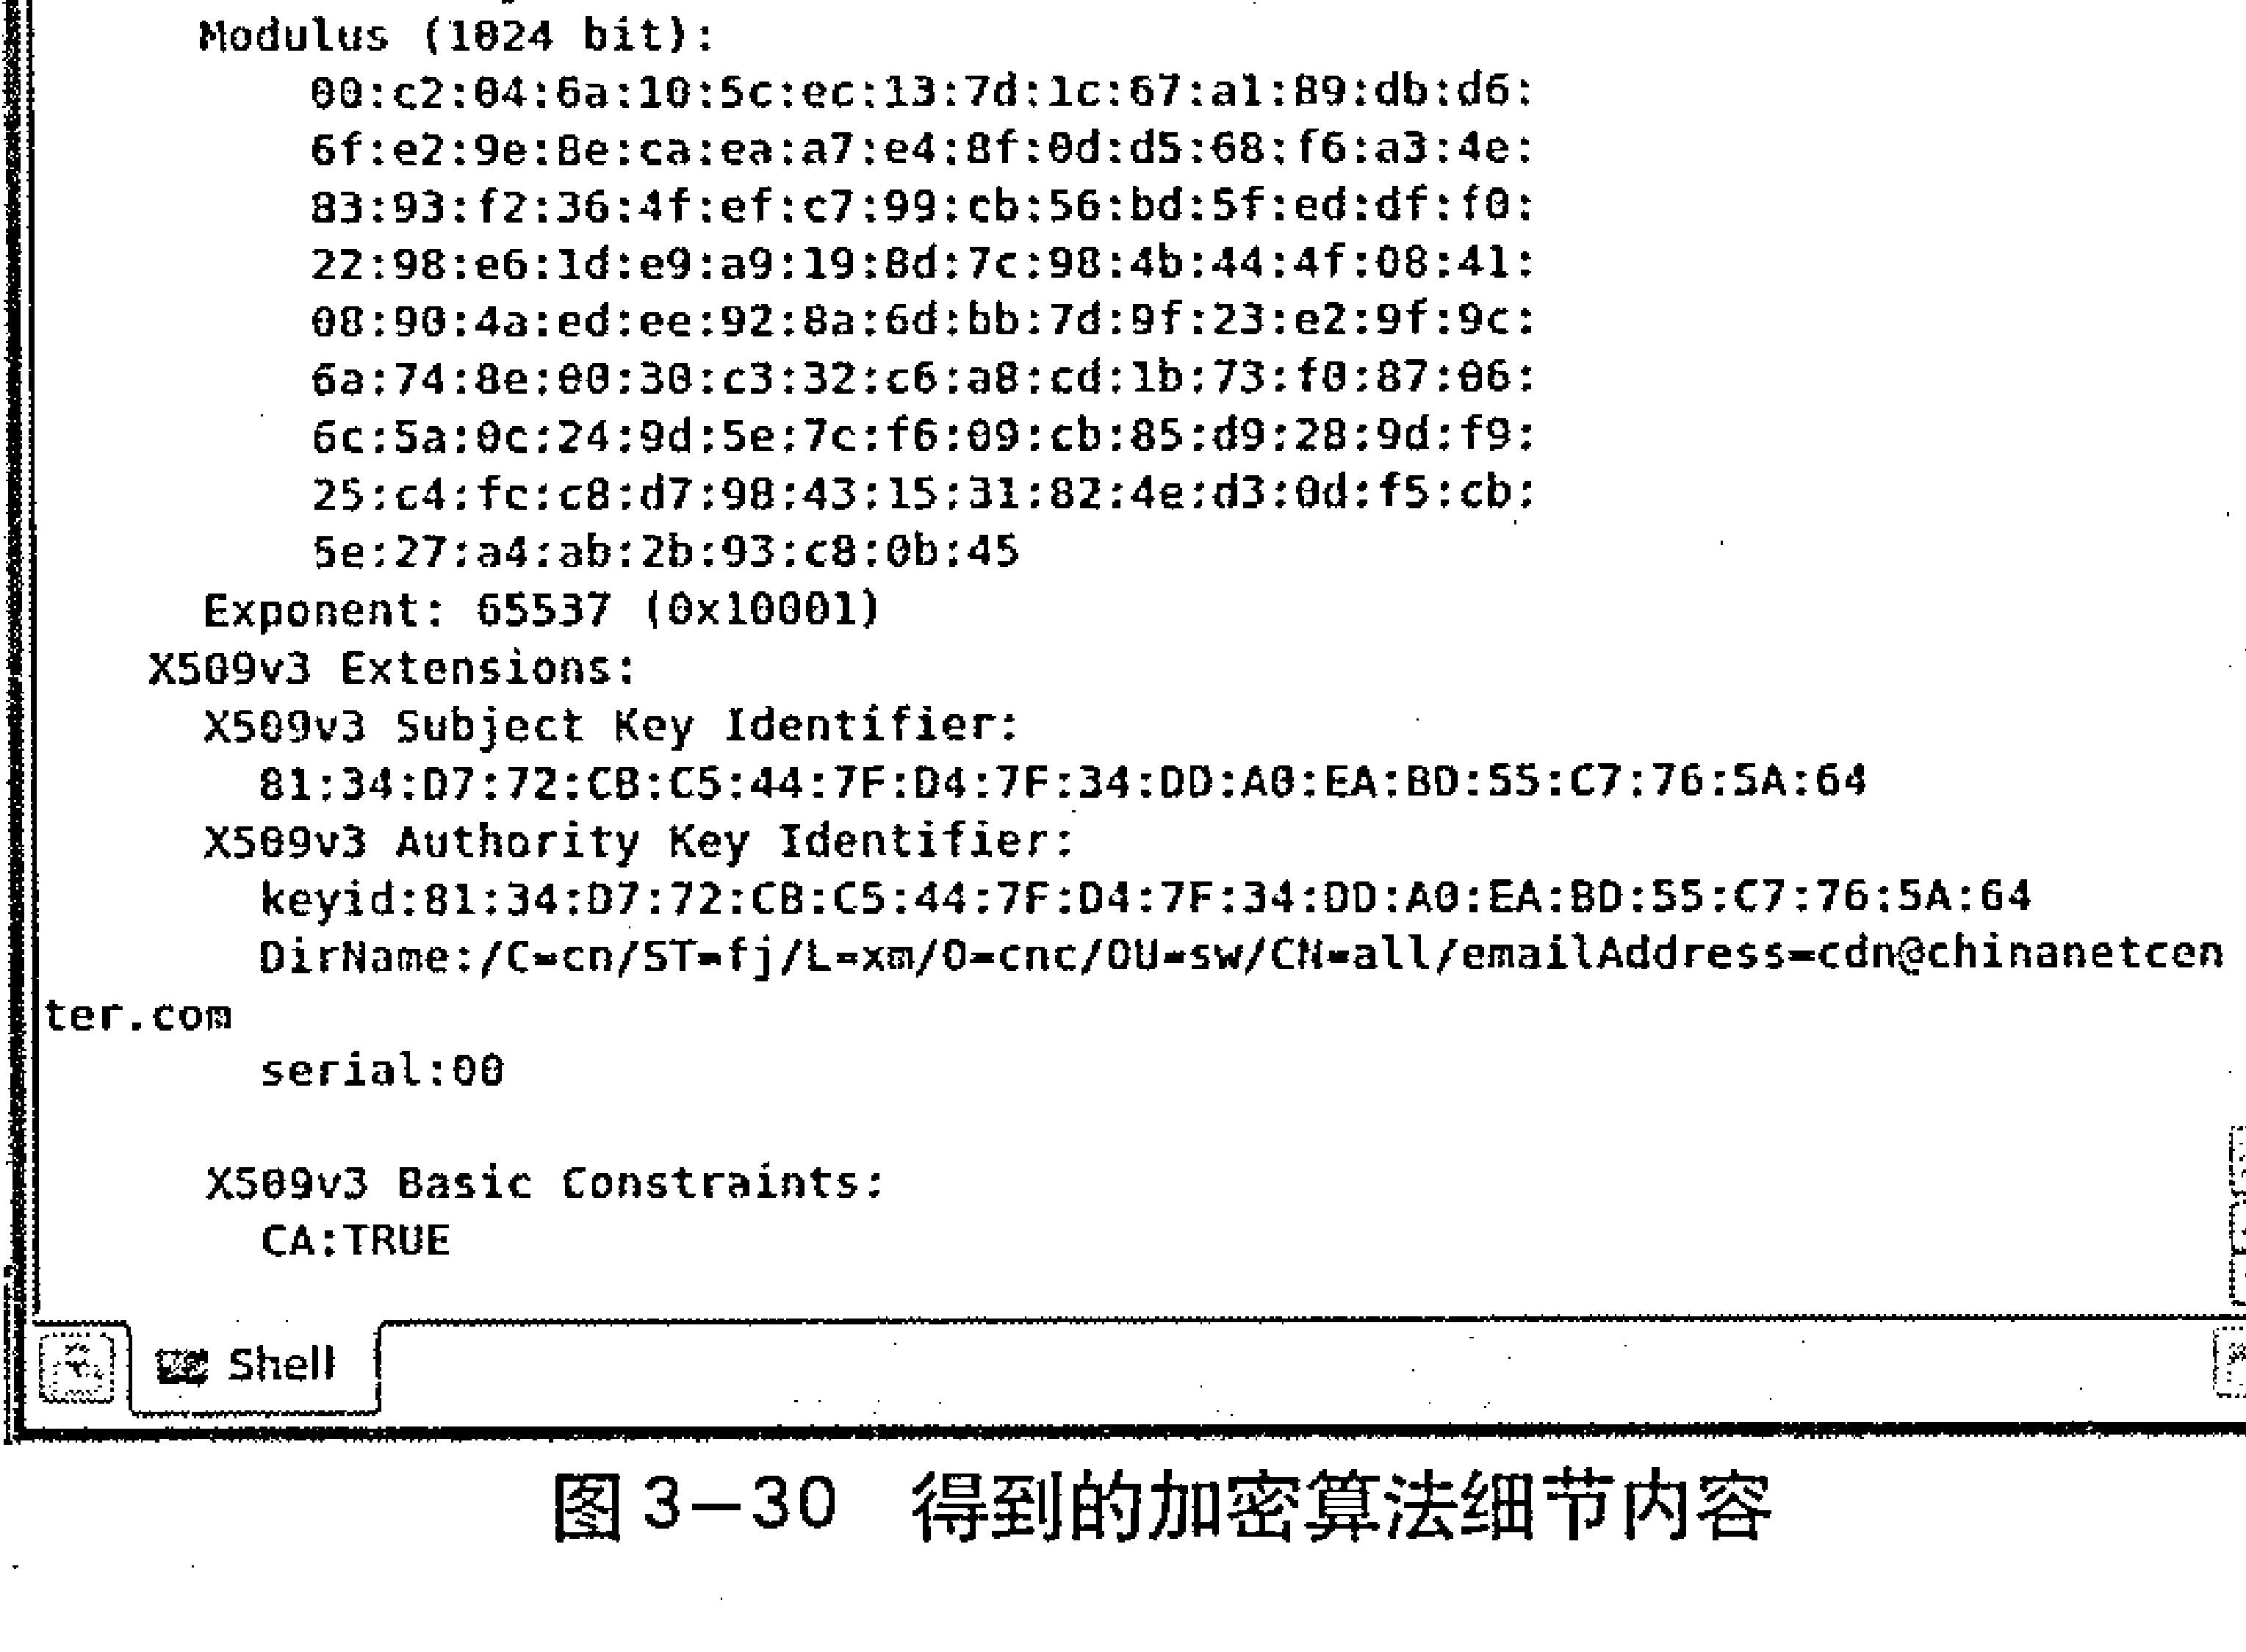 Modulus (1024 bit):
00:c2:04:6a:10:5c:ec:13:7d:1c:67:a1:89:db:d6:
6f:e2:9e:8e:ca:ea:a7:e4:8f:0d:d5:68:f6:a3:4e:
83:93:f2:36:4f:ef:c7:99:cb:56:bd:5f:ed:df:f0:
22:98:e6:1d:e9:a9:19:8d:7c:98:4b:44:4f:08:41:
08:90:4a:ed:ee:92:8a:6d:bb:7d:9f:23:e2:9f:9c:
6a:74:8e:00:30:c3:32:c6:a8:cd:1b:73:f0:87:06:
6c:5a:0c:24:9d:5e:7c:f6:09:cb:85:d9:28:9d:f9:
25:c4:fc:c8:d7:98:43:15:31:82:4e:d3:0d:f5:cb:
5e:27:a4:ab:2b:93:c8:0b:45
Exponent: 65537 (0x10001)
X509v3 Extensions:
X509v3 Subject Key Identifier:
81:34:D7:72:CB:C5:44:7F:D4:7F:34:DD:A0:EA:BD:55:C7:76:5A:64
X509v3 Authority Key Identifier:
keyid:81:34:D7:72:CB:C5:44:7F:D4:7F:34:DD:A0:EA:BD:55:C7:76:5A:64
DirName:/C=cn/ST=fj/L=xm/O=cnc/OU=sw/CN=all/emailAddress=cdn@chinanetcen
ter.com
serial:00
X509v3 Basic Constraints:
CA:TRUE
Shell
图3-30 得到的加密算法细节内容